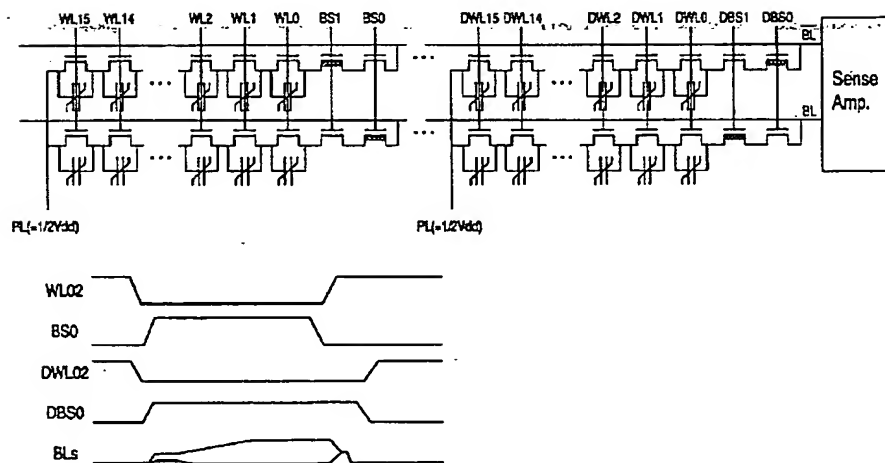 WL15 WL14 WL2 WL1 WL0 BS1 BS0 DWL15 DWL14 DWL2 DWL1 DWL0 DBS1 DBS0
BL
Sense
Amp.
BL
PL(=1/2Vdd) PL(=1/2Vdd)
WL02
BS0
DWL02
DBS0
BLs